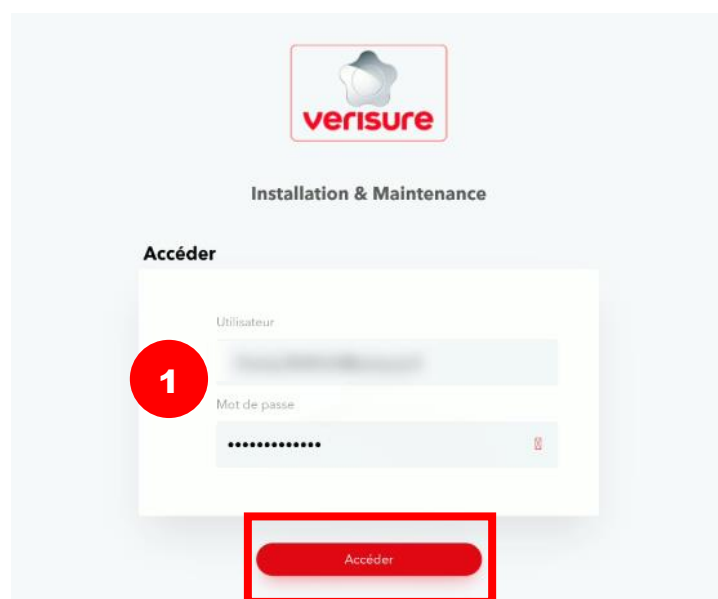 verisure
Installation & Maintenance
Accéder
Utilisateur
1
Mot de passe
•••••••••••••
Accéder